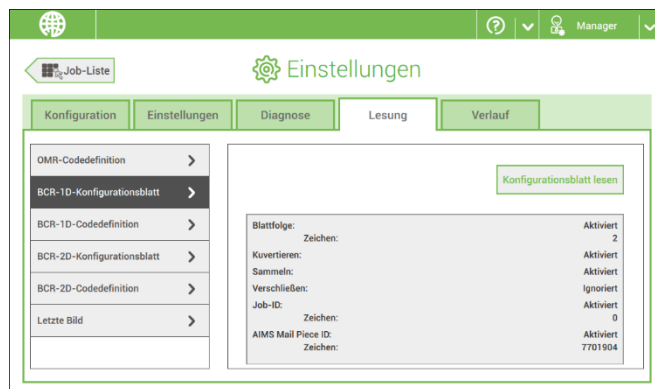 Manager
Job-Liste
Einstellungen
Konfiguration
Einstellungen
Diagnose
Lesung
Verlauf
OMR-Codedefinition
BCR-1D-Konfigurationsblatt
BCR-1D-Codedefinition
BCR-2D-Konfigurationsblatt
BCR-2D-Codedefinition
Letzte Bild
Konfigurationsblatt lesen
Blattfolge: Aktiviert
Zeichen: 2
Kuvertieren: Aktiviert
Sammeln: Aktiviert
Verschließen: Ignoriert
Job-ID: Aktiviert
Zeichen: 0
AIMS Mail Piece ID: Aktiviert
Zeichen: 7701904